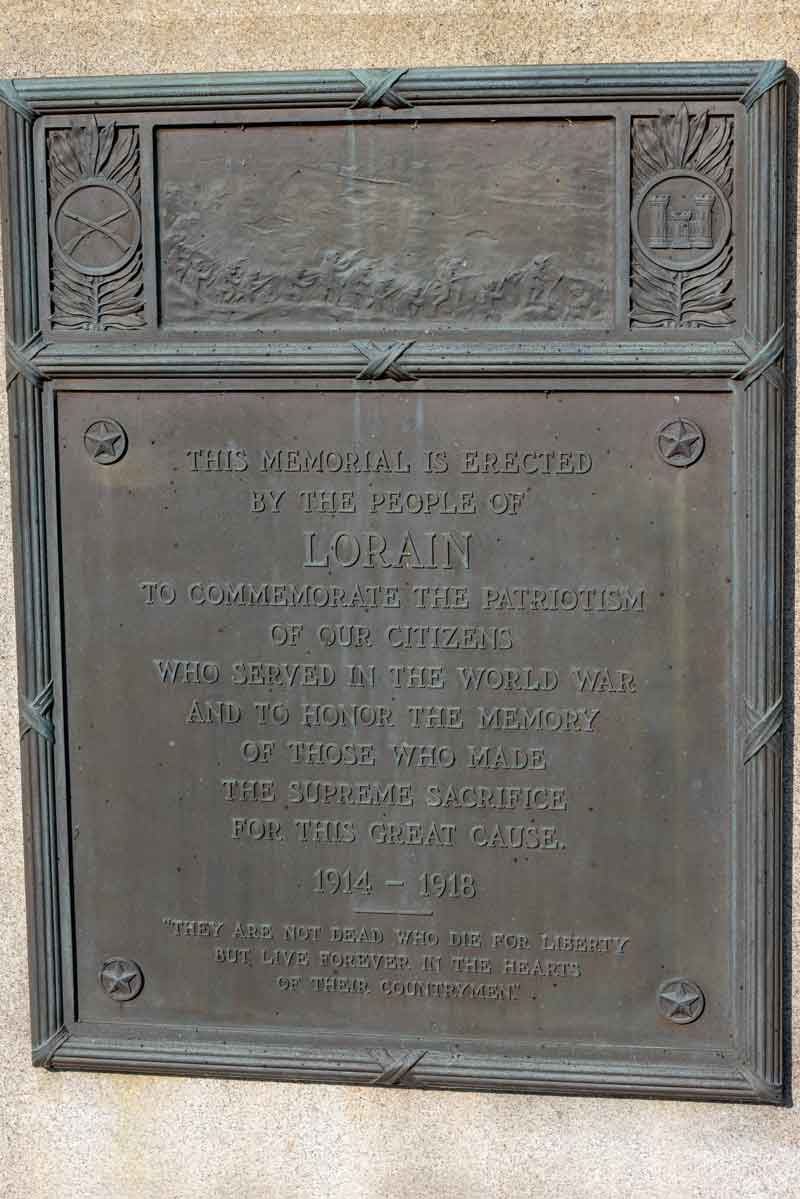 THIS MEMORIAL IS ERECTED
BY THE PEOPLE OF
LORAIN
TO COMMEMORATE THE PATRIOTISM
OF OUR CITIZENS
WHO SERVED IN THE WORLD WAR
AND TO HONOR THE MEMORY
OF THOSE WHO MADE
THE SUPREME SACRIFICE
FOR THIS GREAT CAUSE.
1914 – 1918
"THEY ARE NOT DEAD WHO DIE FOR LIBERTY
BUT LIVE FOREVER IN THE HEARTS
OF THEIR COUNTRYMEN."